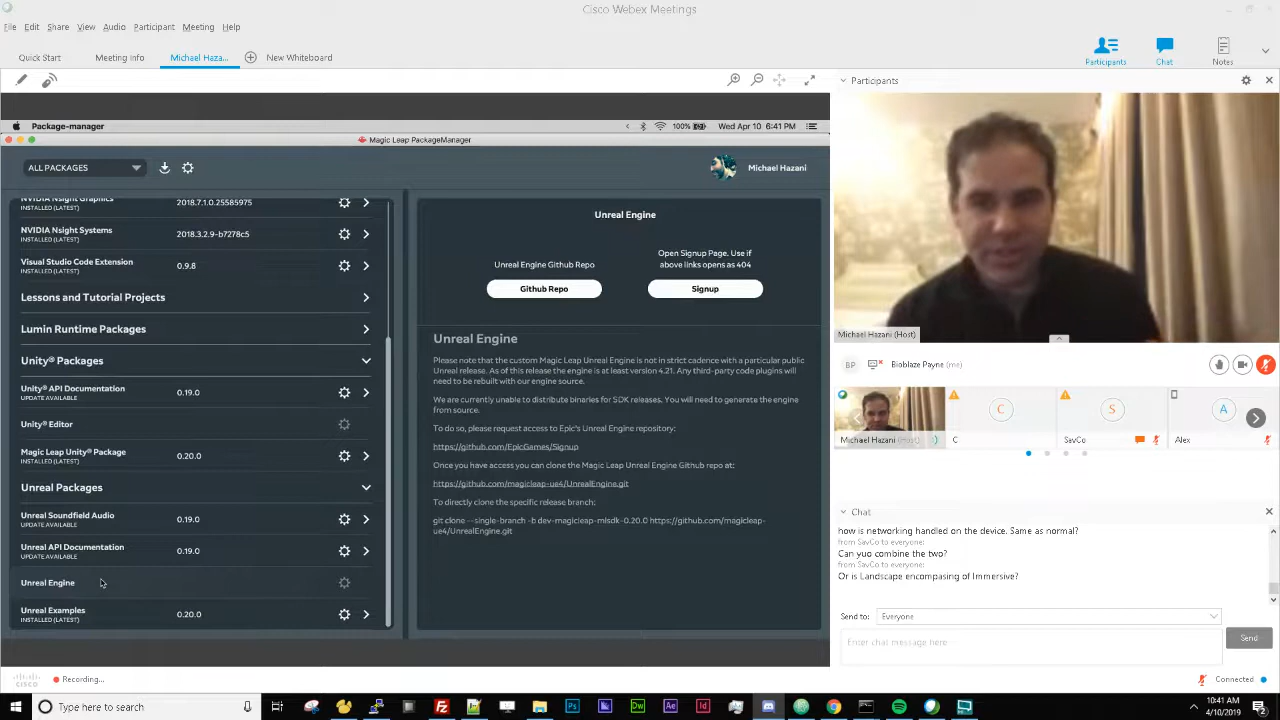 Cisco Webex Meetings
File Edit Share View Audio Participant Meeting Help
Quick Start
Meeting Info
Michael Haza...
New Whiteboard
Participants
Chat
Notes
Package-manager
100%
Wed Apr 10 6:41 PM
Magic Leap PackageManager
ALL PACKAGES
Michael Hazani
NVIDIA Nsight Graphics
INSTALLED (LATEST)
2018.7.1.0.25585975
NVIDIA Nsight Systems
INSTALLED (LATEST)
2018.3.2.9-b7278c5
Visual Studio Code Extension
INSTALLED (LATEST)
0.9.8
Lessons and Tutorial Projects
Lumin Runtime Packages
Unity® Packages
Unity® API Documentation
UPDATE AVAILABLE
0.19.0
Unity® Editor
Magic Leap Unity® Package
INSTALLED (LATEST)
0.20.0
Unreal Packages
Unreal Soundfield Audio
UPDATE AVAILABLE
0.19.0
Unreal API Documentation
UPDATE AVAILABLE
0.19.0
Unreal Engine
Unreal Examples
INSTALLED (LATEST)
0.20.0
Unreal Engine
Unreal Engine Github Repo
Github Repo
Open Signup Page. Use if
above links opens as 404
Signup
Unreal Engine
Please note that the custom Magic Leap Unreal Engine is not in strict cadence with a particular public
Unreal release. As of this release the engine is at least version 4.21. Any third-party code plugins will
need to be rebuilt with our engine source.
We are currently unable to distribute binaries for SDK releases. You will need to generate the engine
from source.
To do so, please request access to Epic's Unreal Engine repository:
https://github.com/EpicGames/Signup
Once you have access you can clone the Magic Leap Unreal Engine Github repo at:
https://github.com/magicleap-ue4/UnrealEngine.git
To directly clone the specific release branch:
git clone --single-branch -b dev-magicleap-mlsdk-0.20.0 https://github.com/magicleap-
ue4/UnrealEngine.git
Participants
Michael Hazani (Host)
BP
Bioblaze Payne (me)
Michael Hazani (Host)
C
C
S
SavCo
A
Alex
Chat
how is networking handled on the device. Same as normal?
from SavCo to everyone:
Can yuo combine the two?
from SavCo to everyone:
Or is Landscape encompasing of Immersive?
Send to:
Everyone
Enter chat message here
Send
CISCO
Recording...
Connected
Type here to search
Ps
Dw
Ae
Id
10:41 AM
4/10/2019